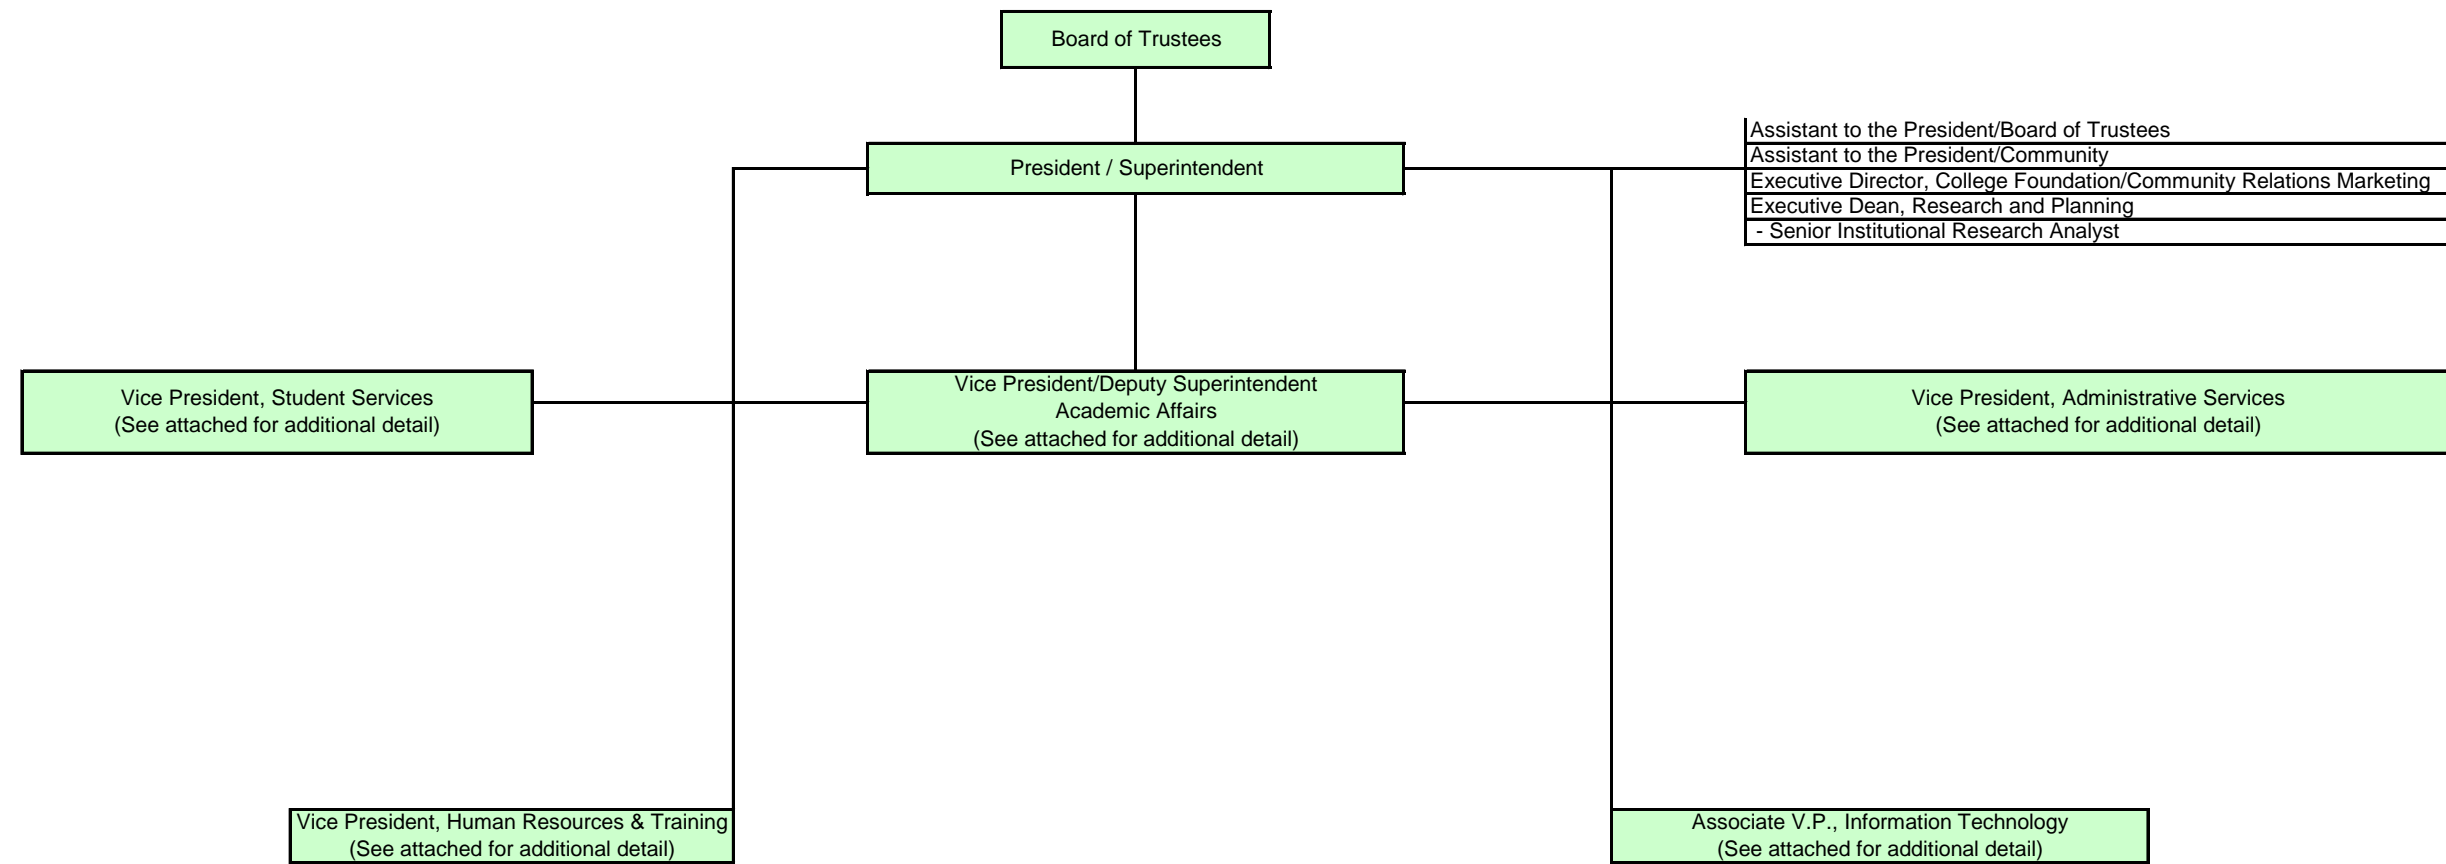 Board of Trustees
President / Superintendent
Assistant to the President/Board of Trustees
Assistant to the President/Community
Executive Director, College Foundation/Community Relations Marketing
Executive Dean, Research and Planning
- Senior Institutional Research Analyst
Vice President, Student Services
(See attached for additional detail)
Vice President/Deputy Superintendent
Academic Affairs
(See attached for additional detail)
Vice President, Administrative Services
(See attached for additional detail)
Vice President, Human Resources & Training
(See attached for additional detail)
Associate V.P., Information Technology
(See attached for additional detail)